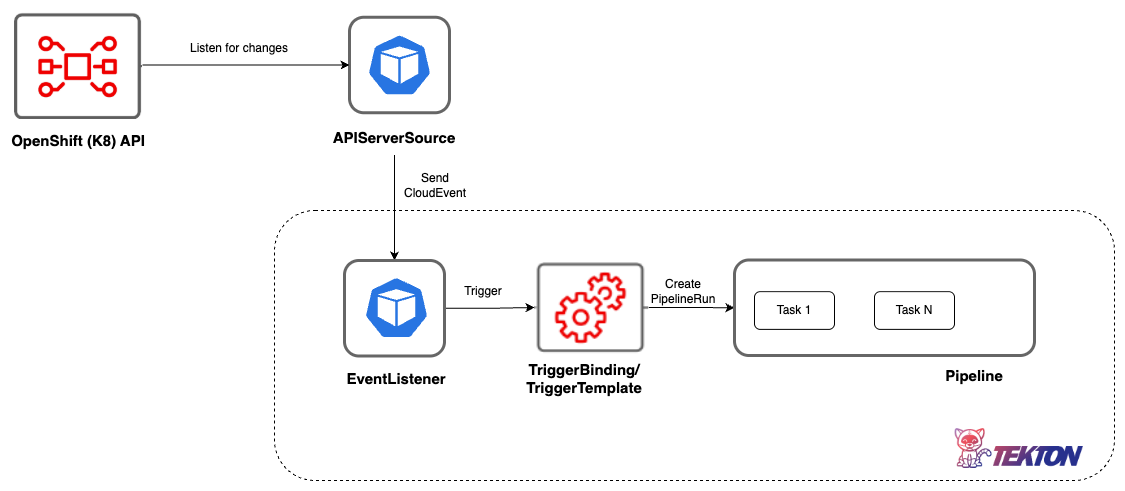 Listen for changes
OpenShift (K8) API
APIServerSource
Send
CloudEvent
Trigger
Create
PipelineRun
Task 1
Task N
EventListener
TriggerBinding/
TriggerTemplate
Pipeline
TEKTON